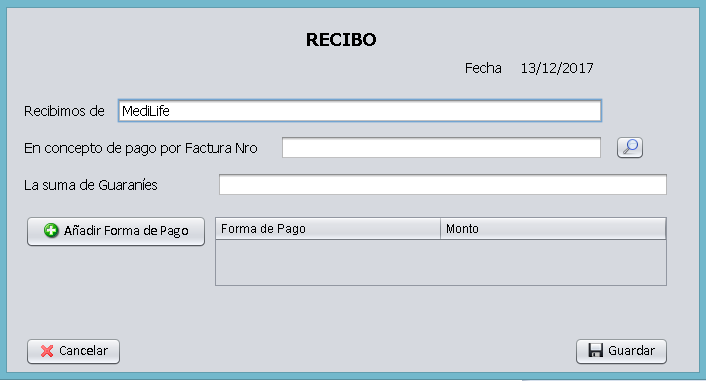 RECIBO
Fecha 13/12/2017
Recibimos de MediLife
En concepto de pago por Factura Nro
La suma de Guaraníes
Añadir Forma de Pago
Forma de Pago Monto
Cancelar
Guardar